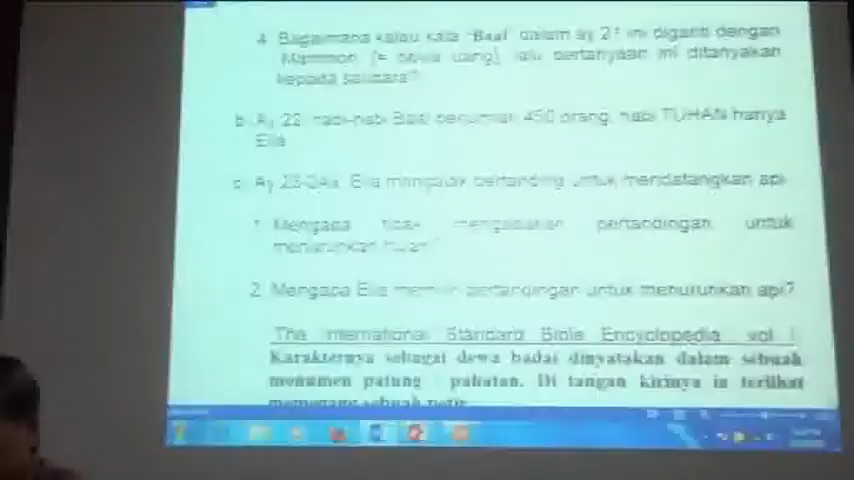 4. Bagaimana kalau kata "Baal" dalam ay 21 ini diganti dengan
Mammon (= dewa uang), lalu pertanyaan ini ditanyakan
kepada saudara?
b. Ay 22: nabi-nabi Baal berjumlah 450 orang, nabi TUHAN hanya
Elia
c. Ay 23-24a: Elia mengajak bertanding untuk mendatangkan api
1. Mengapa tidak mengadakan pertandingan untuk
menurunkan hujan?
2. Mengapa Elia memilih pertandingan untuk menurunkan api?
The International Standard Bible Encyclopedia, vol I
Karakternya sebagai dewa badai dinyatakan dalam sebuah
monumen patung - pahatan. Di tangan kirinya ia terlihat
memegang sebuah petir